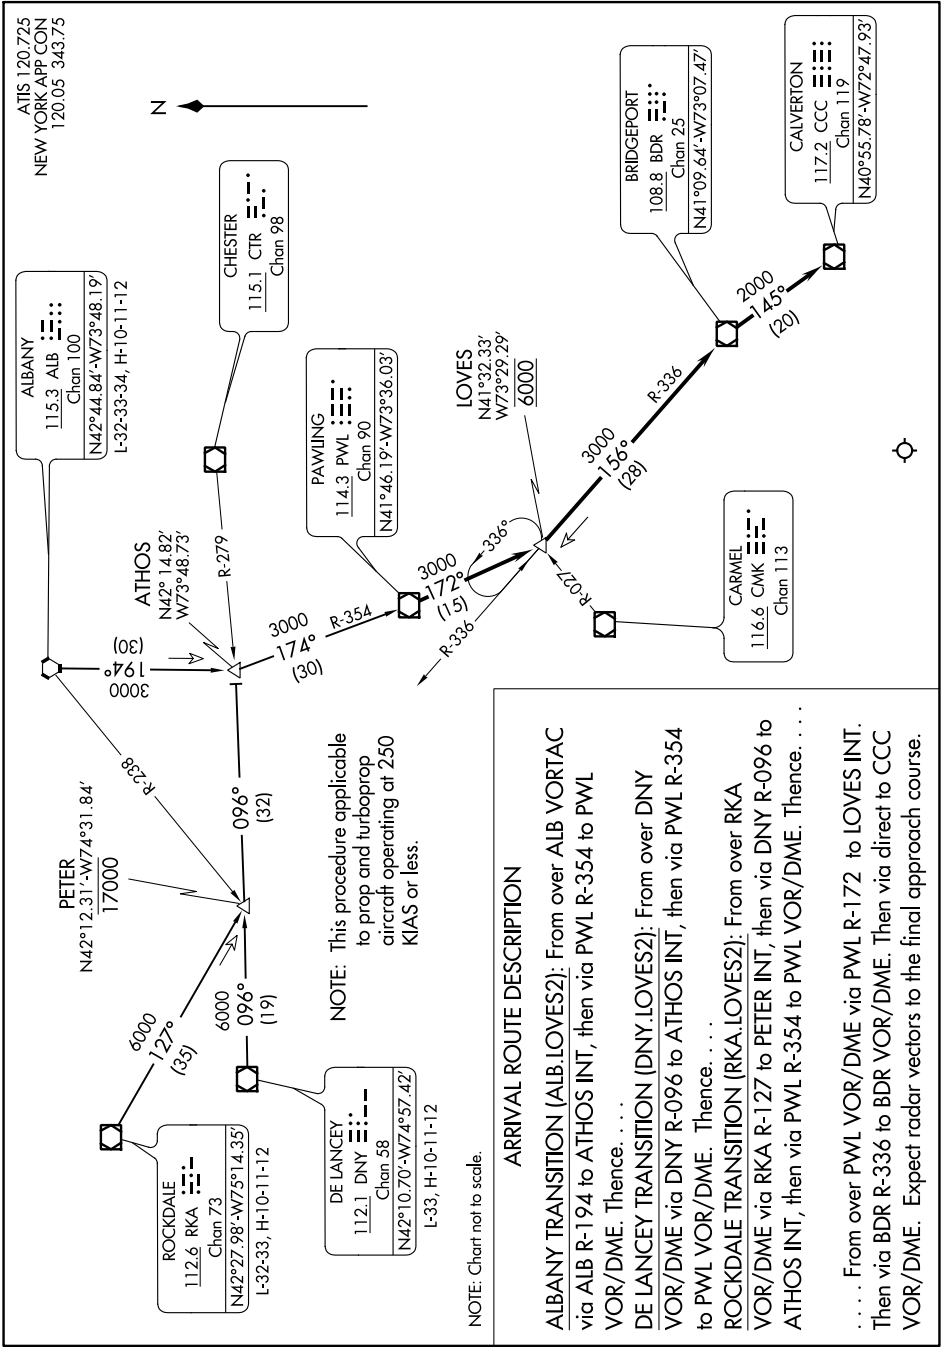 ATIS 120.725
NEW YORK APP CON
120.05 343.75
N
ALBANY
115.3 ALB
Chan 100
N42°44.84′-W73°48.19′
L-32-33-34, H-10-11-12
CHESTER
115.1 CTR
Chan 98
BRIDGEPORT
108.8 BDR
Chan 25
N41°09.64′-W73°07.47′
CALVERTON
117.2 CCC
Chan 119
N40°55.78′-W72°47.93′
PAWLING
114.3 PWL
Chan 90
N41°46.19′-W73°36.03′
LOVES
N41°32.33′
W73°29.29′
6000
ATHOS
N42° 14.82′
W73°48.73′
R-279
CARMEL
116.6 CMK
Chan 113
R-027
2000
145°
(20)
R-336
3000
156°
(28)
336°
R-336
3000
172°
(15)
R-354
3000
174°
(30)
3000
194°
(30)
R-238
PETER
N42°12.31′-W74°31.84′
17000
096°
(32)
6000
127°
(35)
6000
096°
(19)
ROCKDALE
112.6 RKA
Chan 73
N42°27.98′-W75°14.35′
L-32-33, H-10-11-12
DE LANCEY
112.1 DNY
Chan 58
N42°10.70′-W74°57.42′
L-33, H-10-11-12
NOTE: This procedure applicable
to prop and turboprop
aircraft operating at 250
KIAS or less.
NOTE: Chart not to scale.
ARRIVAL ROUTE DESCRIPTION
ALBANY TRANSITION (ALB.LOVES2): From over ALB VORTAC
via ALB R-194 to ATHOS INT, then via PWL R-354 to PWL
VOR/DME. Thence. . . .
DE LANCEY TRANSITION (DNY.LOVES2): From over DNY
VOR/DME via DNY R-096 to ATHOS INT, then via PWL R-354
to PWL VOR/DME. Thence. . . .
ROCKDALE TRANSITION (RKA.LOVES2): From over RKA
VOR/DME via RKA R-127 to PETER INT, then via DNY R-096 to
ATHOS INT, then via PWL R-354 to PWL VOR/DME. Thence. . . .
. . . . From over PWL VOR/DME via PWL R-172 to LOVES INT.
Then via BDR R-336 to BDR VOR/DME. Then via direct to CCC
VOR/DME. Expect radar vectors to the final approach course.